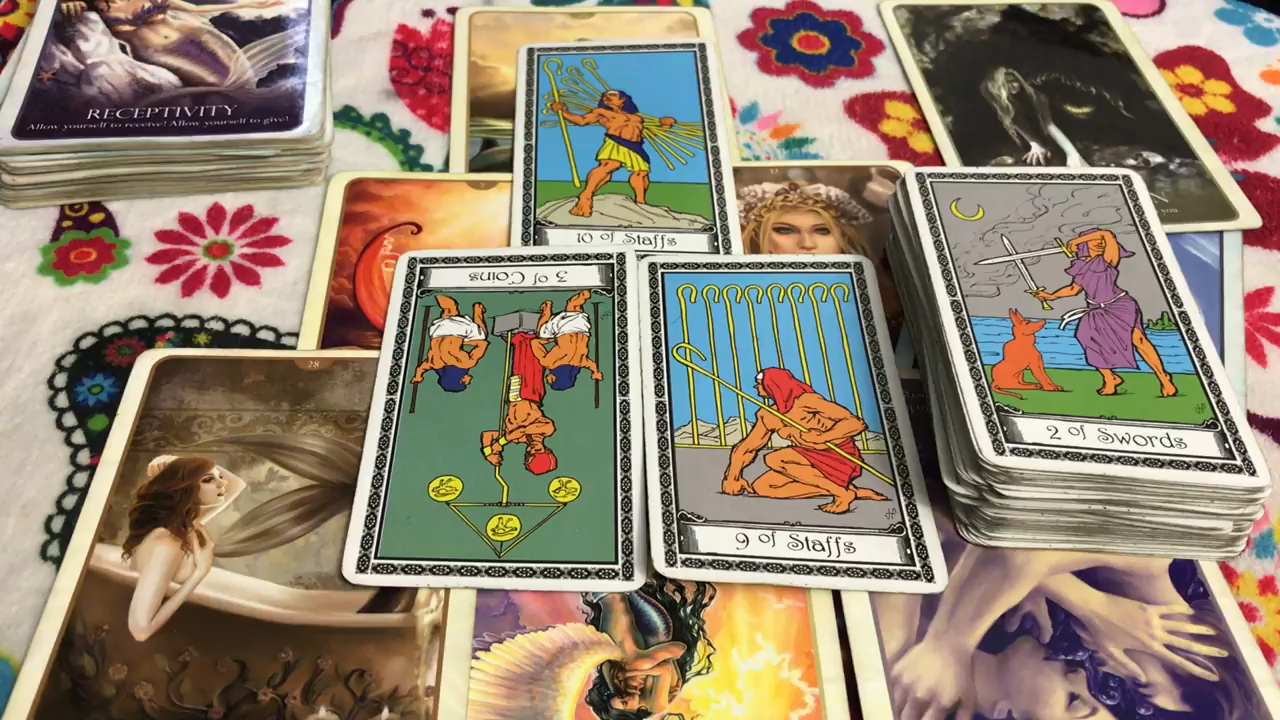 RECEPTIVITY
Allow yourself to receive! Allow yourself to give!
10 of Staffs
3 of Coins
9 of Staffs
2 of Swords
28